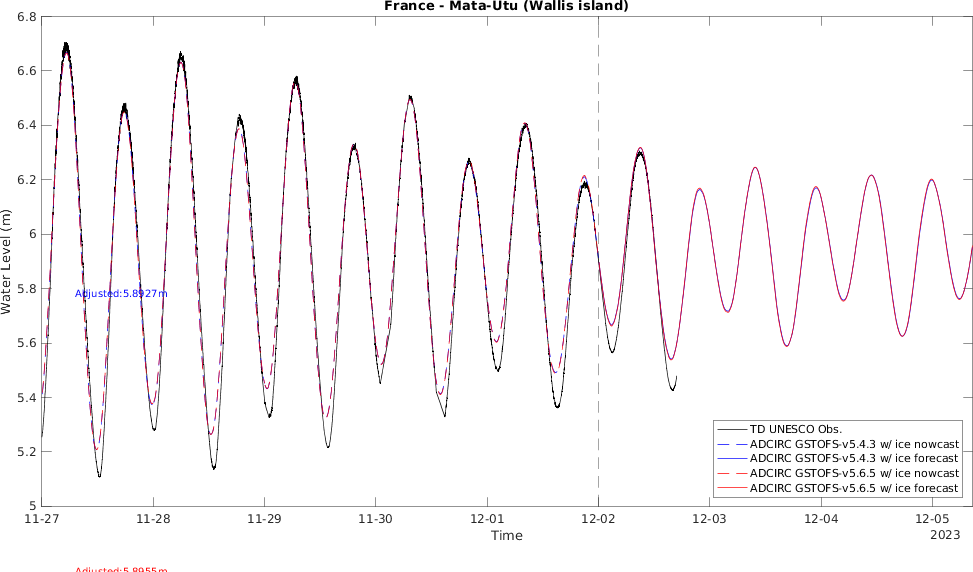 France - Mata-Utu (Wallis island)
6.8
6.6
6.4
6.2
6
5.8
5.6
5.4
5.2
5
Water Level (m)
Adjusted:5.8927m
TD UNESCO Obs.
ADCIRC GSTOFS-v5.4.3 w/ ice nowcast
ADCIRC GSTOFS-v5.4.3 w/ ice forecast
ADCIRC GSTOFS-v5.6.5 w/ ice nowcast
ADCIRC GSTOFS-v5.6.5 w/ ice forecast
11-27 11-28 11-29 11-30 12-01 12-02 12-03 12-04 12-05
Time
2023
Adjusted:5.8955m